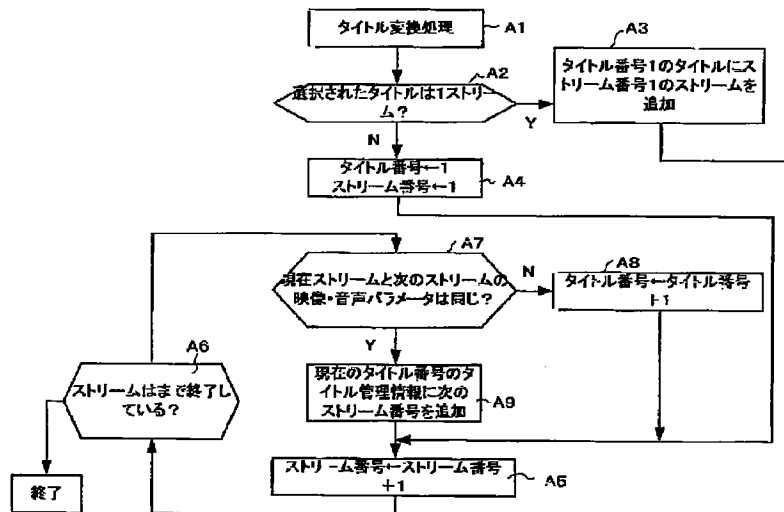 タイトル変換処理
A1
A2
選択されたタイトルは1ストリー
ム？
Y
N
A3
タイトル番号1のタイトルにス
トリーム番号1のストリームを
追加
タイトル番号←1
ストリーム番号←1
A4
A7
現在ストリームと次のストリームの
映像・音声パラメータは同じ？
N
Y
A8
タイトル番号←タイトル番号
+1
A6
ストリームはまで終了し
ている？
現在のタイトル番号のタ
イトル管理情報に次の
ストリーム番号を追加
A9
終了
ストリーム番号←ストリーム番号
+1
A5